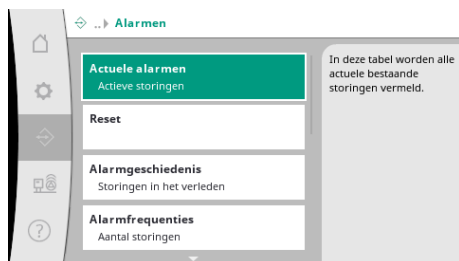 ..▸ Alarmen
Actuele alarmen
Actieve storingen
Reset
Alarmgeschiedenis
Storingen in het verleden
Alarmfrequenties
Aantal storingen
In deze tabel worden alle
actuele bestaande
storingen vermeld.
?